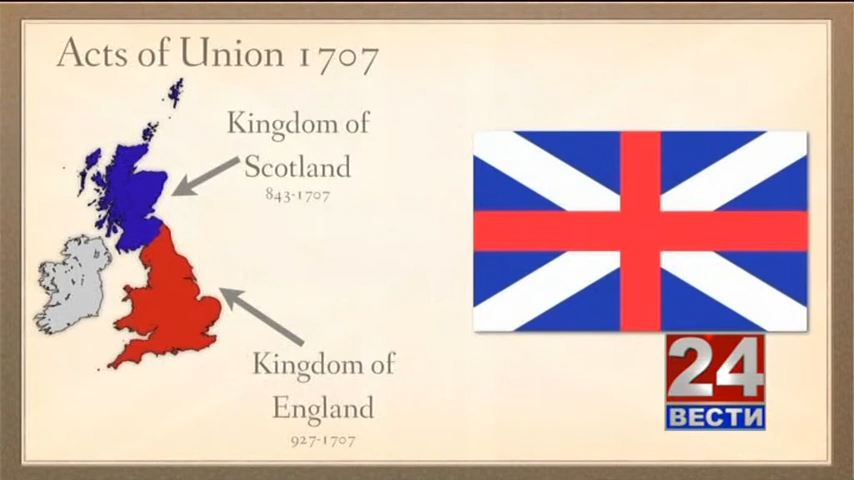 Acts of Union 1707
Kingdom of
Scotland
843-1707
Kingdom of
England
927-1707
24
ВЕСТИ